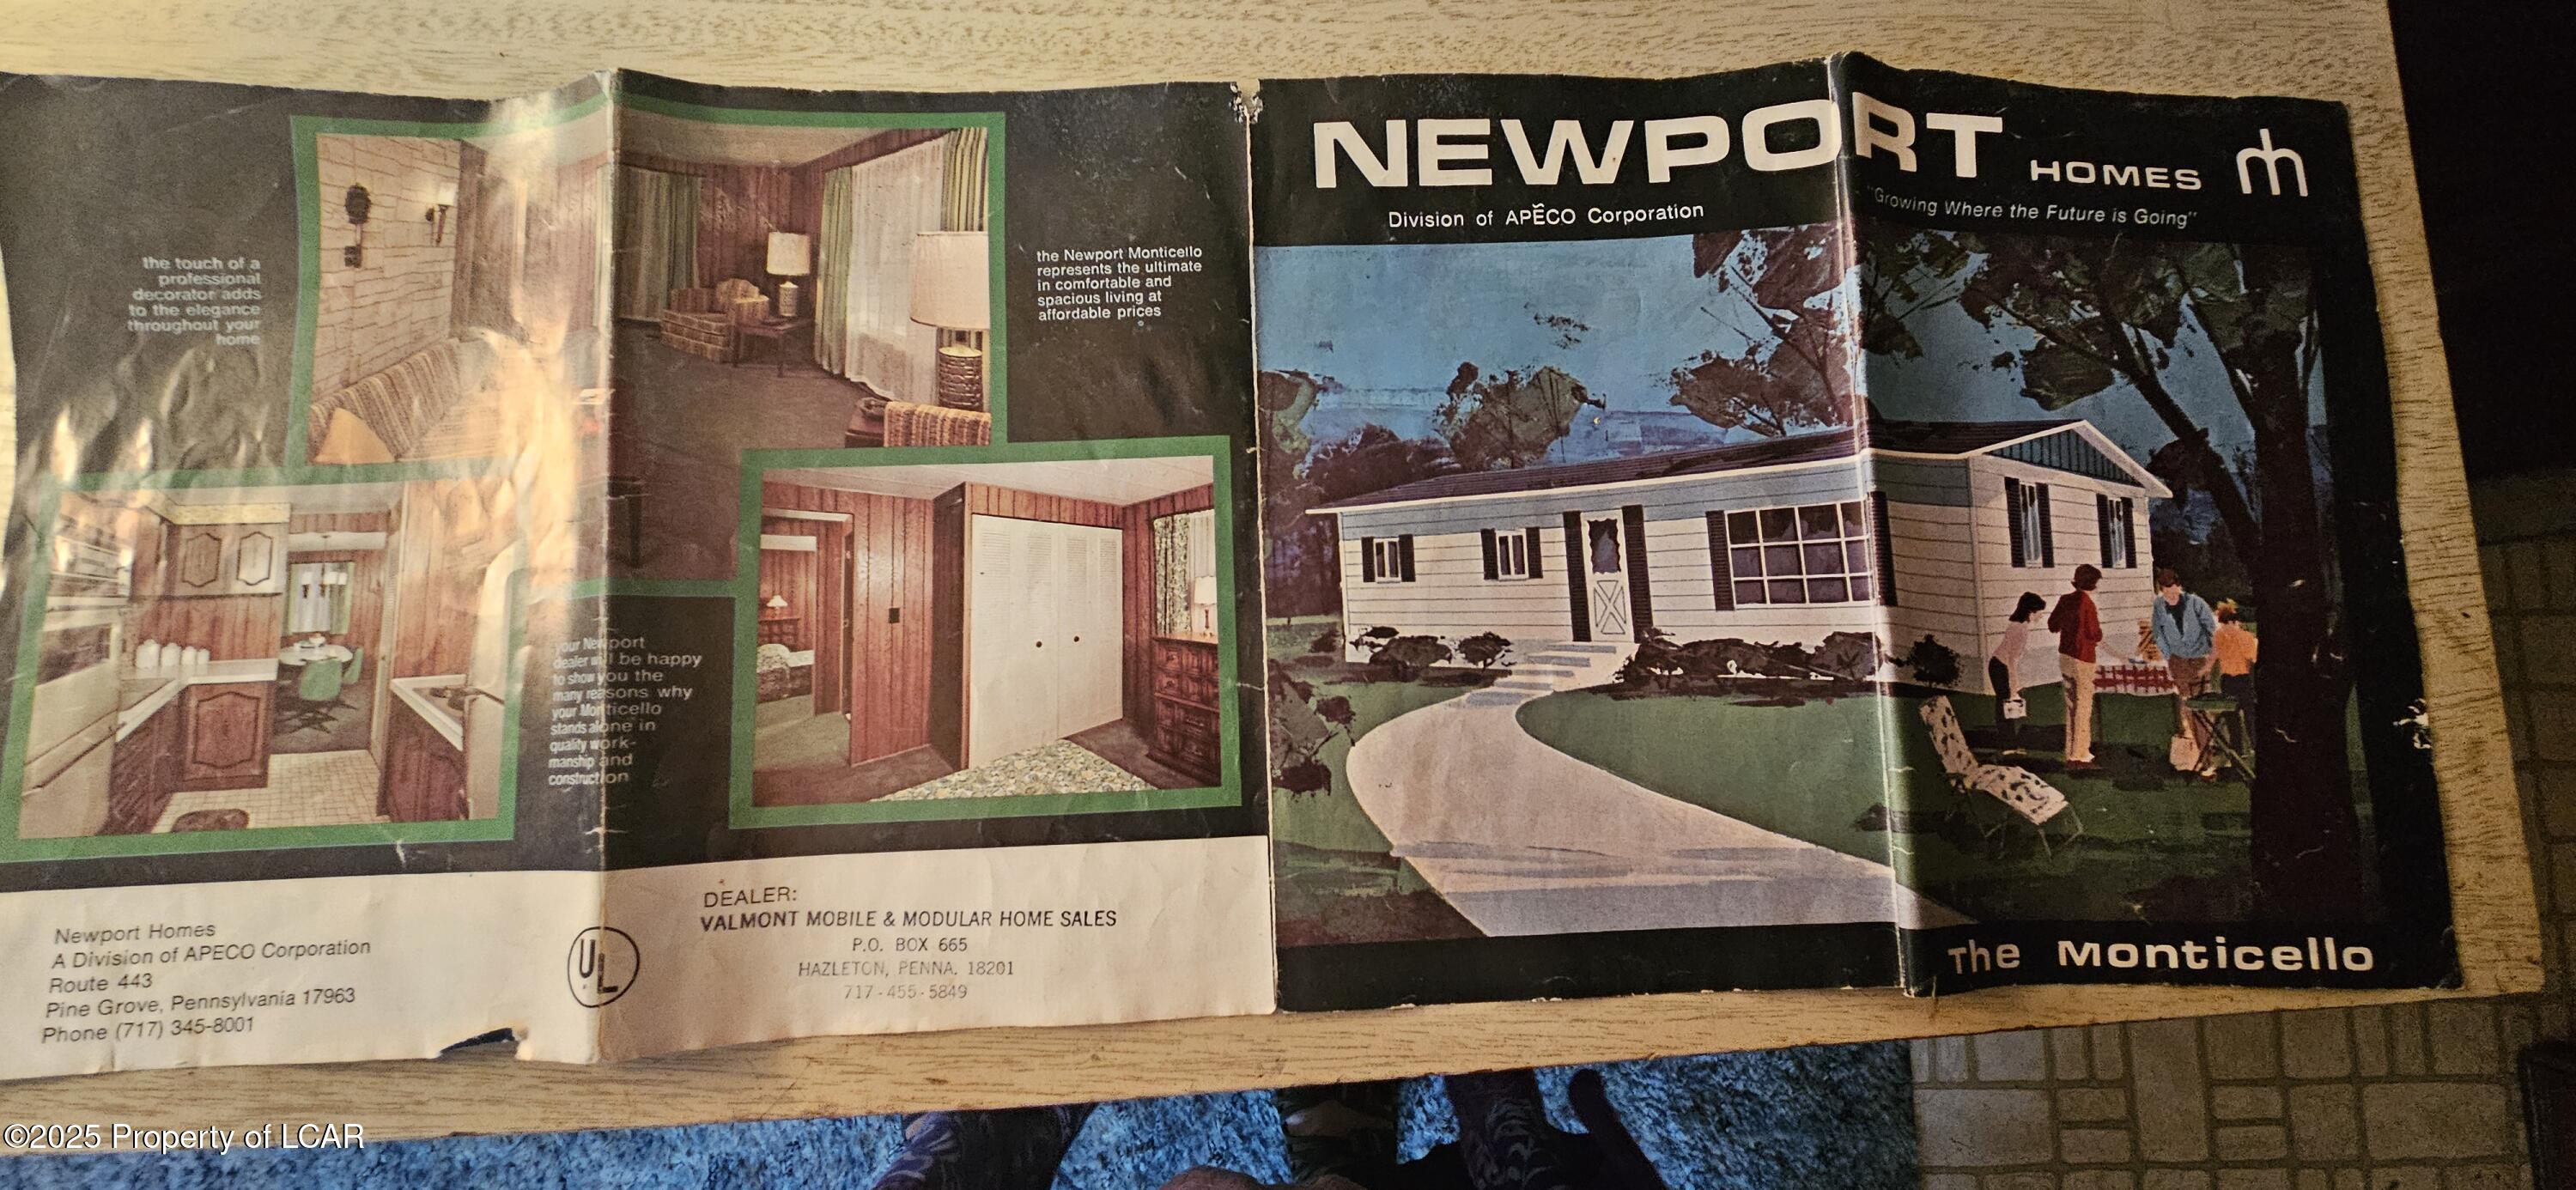 the touch of a
professional
decorator adds
to the elegance
throughout your
home
the Newport Monticello
represents the ultimate
in comfortable and
spacious living at
affordable prices
your Newport
dealer will be happy
to show you the
many reasons why
your Monticello
stands alone in
quality work-
manship and
construction
Newport Homes
A Division of APECO Corporation
Route 443
Pine Grove, Pennsylvania 17963
Phone (717) 345-8001
UL
DEALER:
VALMONT MOBILE & MODULAR HOME SALES
P.O. BOX 665
HAZLETON, PENNA. 18201
717-455-5849
NEWPORT HOMES mh
Division of APECO Corporation
"Growing Where the Future is Going"
The Monticello
©2025 Property of LCAR